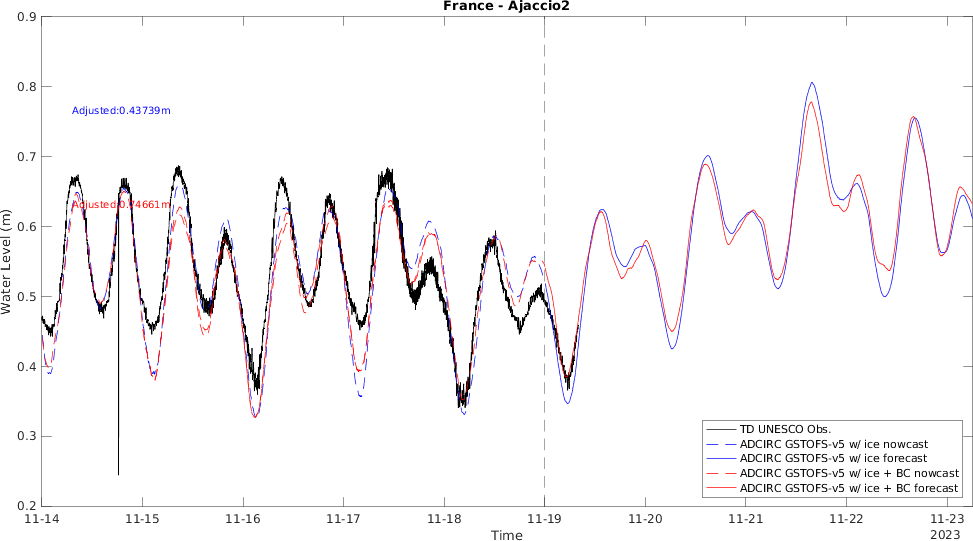 France - Ajaccio2
0.9
0.8
0.7
0.6
0.5
0.4
0.3
0.2
Water Level (m)
Adjusted:0.43739m
Adjusted:0.74661m
TD UNESCO Obs.
ADCIRC GSTOFS-v5 w/ ice nowcast
ADCIRC GSTOFS-v5 w/ ice forecast
ADCIRC GSTOFS-v5 w/ ice + BC nowcast
ADCIRC GSTOFS-v5 w/ ice + BC forecast
11-14 11-15 11-16 11-17 11-18 11-19 11-20 11-21 11-22 11-23
2023
Time